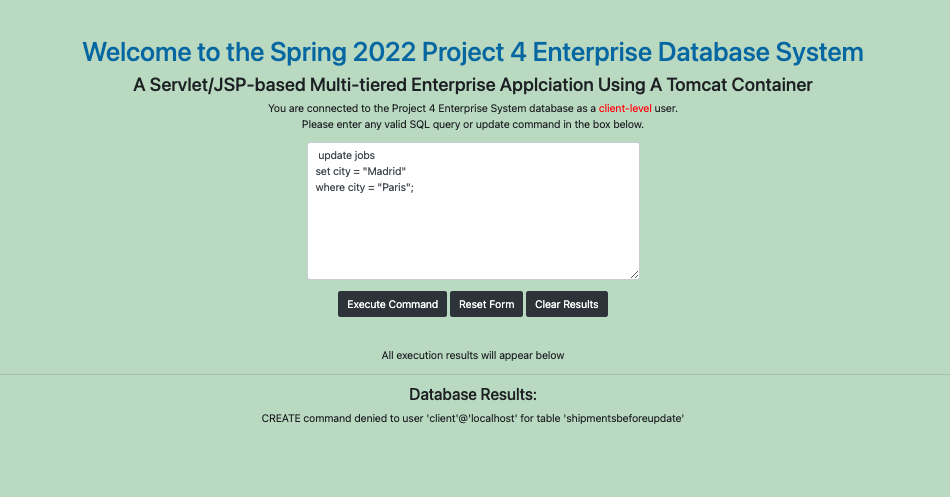 Welcome to the Spring 2022 Project 4 Enterprise Database System
A Servlet/JSP-based Multi-tiered Enterprise Applciation Using A Tomcat Container
You are connected to the Project 4 Enterprise System database as a client-level user.
Please enter any valid SQL query or update command in the box below.
update jobs
set city = "Madrid"
where city = "Paris";
Execute Command Reset Form Clear Results
All execution results will appear below
Database Results:
CREATE command denied to user 'client'@'localhost' for table 'shipmentsbeforeupdate'